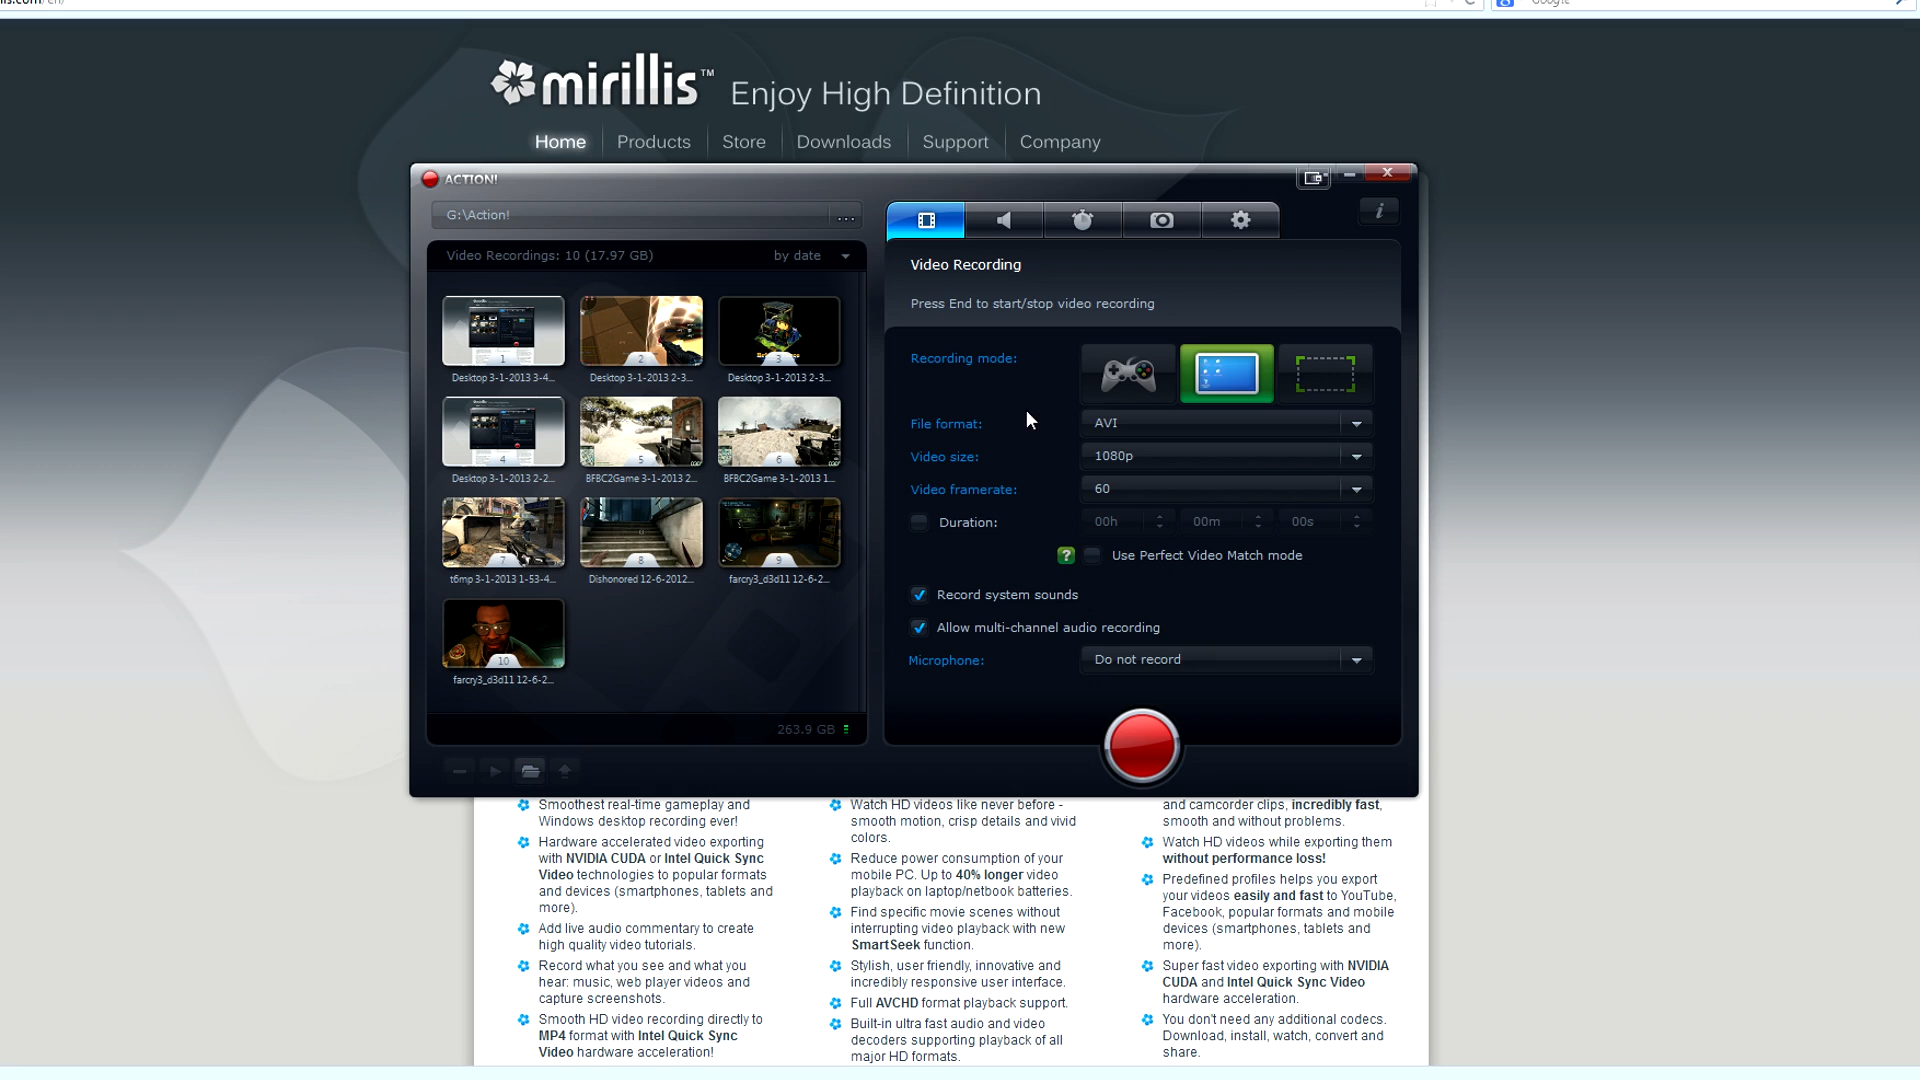 mirillis™ Enjoy High Definition
Home Products Store Downloads Support Company
ACTION!
G:\Action! ...
Video Recordings: 10 (17.97 GB) by date
1
Desktop 3-1-2013 3-4...
2
Desktop 3-1-2013 2-3...
3
Desktop 3-1-2013 2-3...
4
Desktop 3-1-2013 2-2...
5
BFBC2Game 3-1-2013 2...
6
BFBC2Game 3-1-2013 1...
7
t6mp 3-1-2013 1-53-4...
8
Dishonored 12-6-2012...
9
farcry3_d3d11 12-6-2...
10
farcry3_d3d11 12-6-2...
263.9 GB
i
Video Recording
Press End to start/stop video recording
Recording mode:
File format: AVI
Video size: 1080p
Video framerate: 60
Duration: 00h 00m 00s
? Use Perfect Video Match mode
Record system sounds
Allow multi-channel audio recording
Microphone: Do not record
Smoothest real-time gameplay and
Windows desktop recording ever!
Hardware accelerated video exporting
with NVIDIA CUDA or Intel Quick Sync
Video technologies to popular formats
and devices (smartphones, tablets and
more).
Add live audio commentary to create
high quality video tutorials.
Record what you see and what you
hear: music, web player videos and
capture screenshots.
Smooth HD video recording directly to
MP4 format with Intel Quick Sync
Video hardware acceleration!
Watch HD videos like never before -
smooth motion, crisp details and vivid
colors.
Reduce power consumption of your
mobile PC. Up to 40% longer video
playback on laptop/netbook batteries.
Find specific movie scenes without
interrupting video playback with new
SmartSeek function.
Stylish, user friendly, innovative and
incredibly responsive user interface.
Full AVCHD format playback support.
Built-in ultra fast audio and video
decoders supporting playback of all
major HD formats.
and camcorder clips, incredibly fast,
smooth and without problems.
Watch HD videos while exporting them
without performance loss!
Predefined profiles helps you export
your videos easily and fast to YouTube,
Facebook, popular formats and mobile
devices (smartphones, tablets and
more).
Super fast video exporting with NVIDIA
CUDA and Intel Quick Sync Video
hardware acceleration.
You don't need any additional codecs.
Download, install, watch, convert and
share.